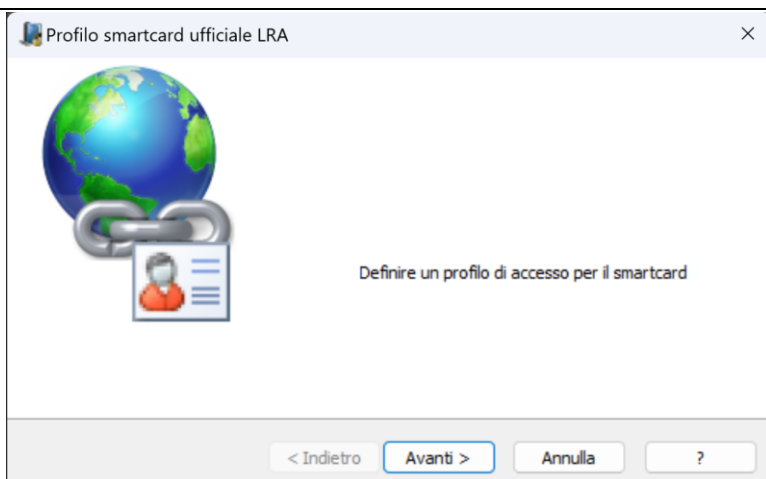 Profilo smartcard ufficiale LRA
Definire un profilo di accesso per il smartcard
< Indietro
Avanti >
Annulla
?